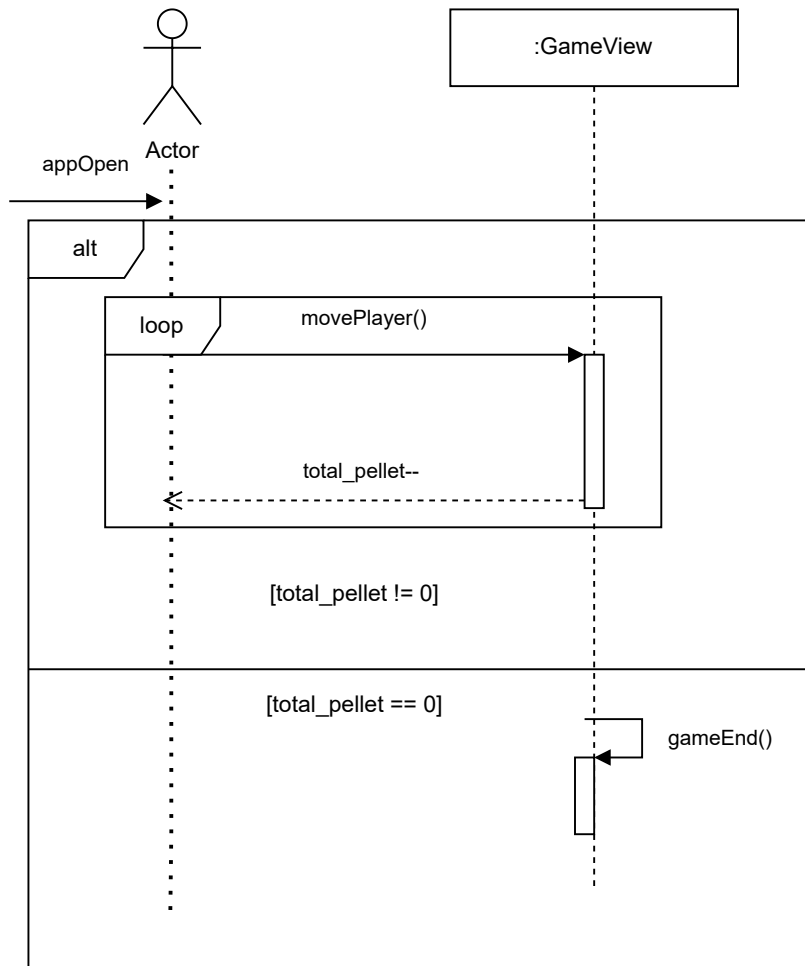 :GameView
Actor
appOpen
alt
loop
movePlayer()
total_pellet--
[total_pellet != 0]
[total_pellet == 0]
gameEnd()